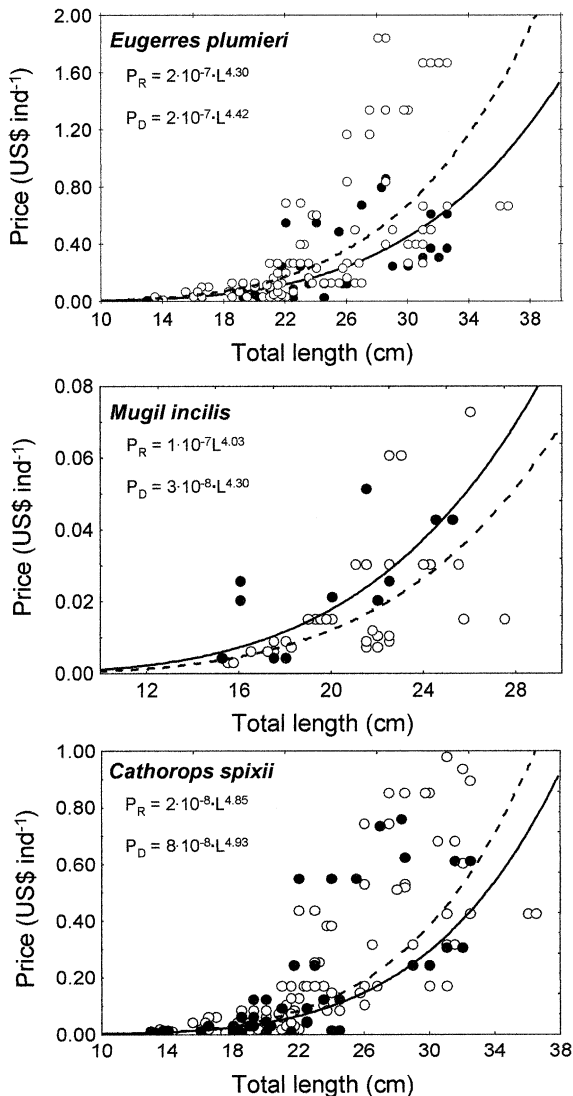 Eugerres plumieri
P_R = 2·10^-7·L^4.30
P_D = 2·10^-7·L^4.42
Price (US$ ind^-1)
2.00
1.60
1.20
0.80
0.40
0.00
10 14 18 22 26 30 34 38
Total length (cm)
Mugil incilis
P_R = 1·10^-7L^4.03
P_D = 3·10^-8·L^4.30
Price (US$ ind^-1)
0.08
0.06
0.04
0.02
0.00
12 16 20 24 28
Total length (cm)
Cathorops spixii
P_R = 2·10^-8·L^4.85
P_D = 8·10^-8·L^4.93
Price (US$ ind^-1)
1.00
0.80
0.60
0.40
0.20
0.00
10 14 18 22 26 30 34 38
Total length (cm)